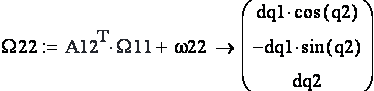 Ω22 := A12ᵀ·Ω11 + ω22 → ( dq1·cos(q2)
−dq1·sin(q2)
dq2 )